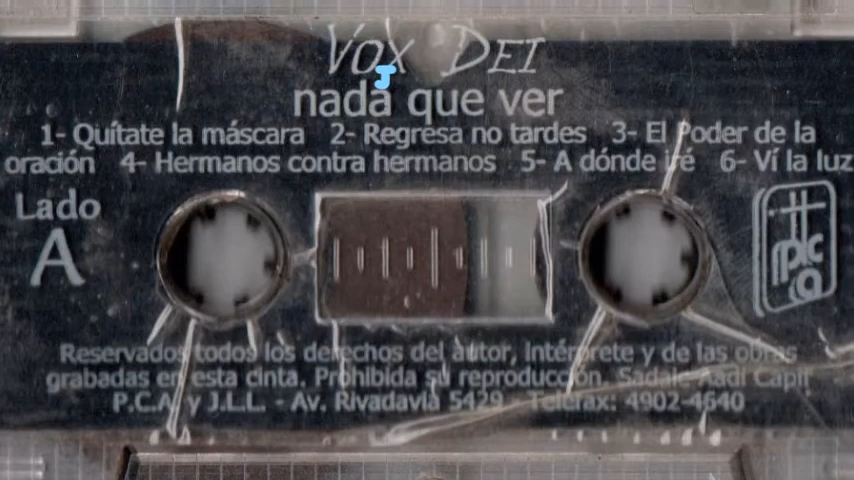 VOX DEI
nada que ver
1- Quítate la máscara 2- Regresa no tardes 3- El Poder de la
oración 4- Hermanos contra hermanos 5- A dónde iré 6- Ví la luz
Lado
A
Reservados todos los derechos del autor, intérprete y de las obras
grabadas en esta cinta. Prohibida su reproducción. Sadaic Aadi Capif
P.C.A. y J.L.L. - Av. Rivadavia 5429 Telefax: 4902-4640